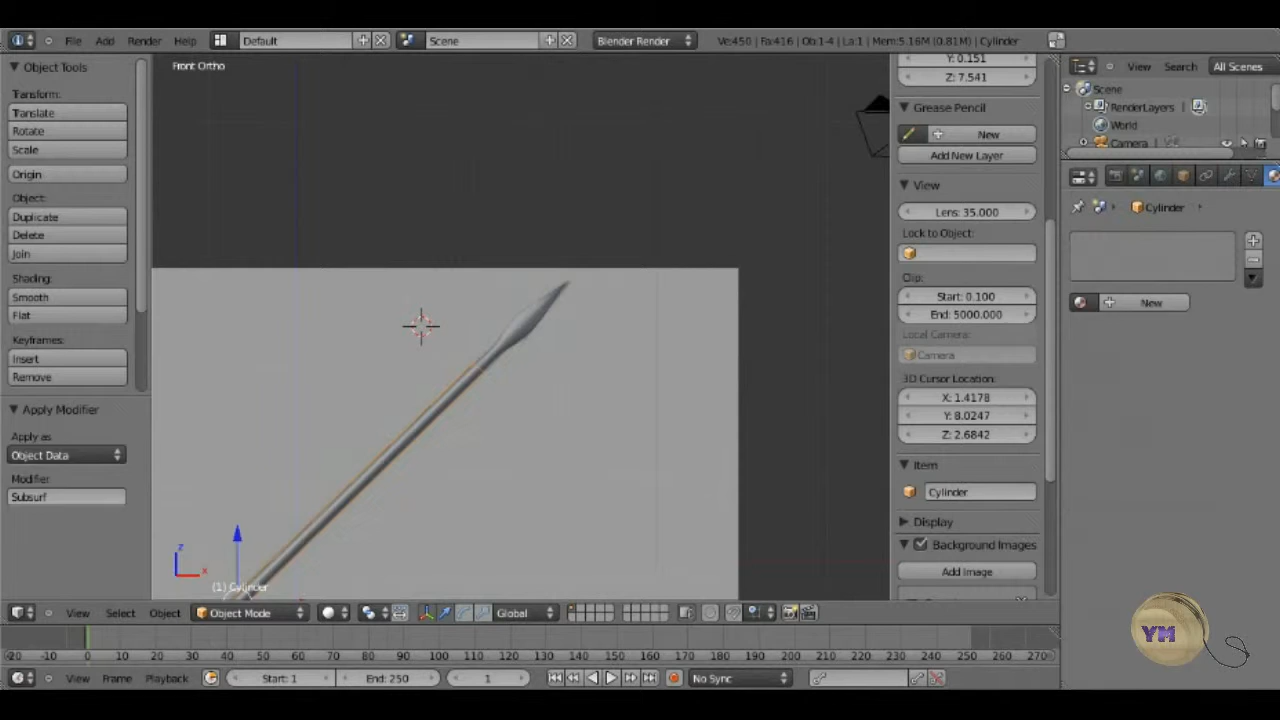 File Add Render Help Default Scene Blender Render Ve:450 | Fa:416 | Ob:1-4 | La:1 | Mem:5.16M (0.81M) | Cylinder
Object Tools
Transform:
Translate
Rotate
Scale
Origin
Object:
Duplicate
Delete
Join
Shading:
Smooth
Flat
Keyframes:
Insert
Remove
Apply Modifier
Apply as
Object Data
Modifier:
Subsurf
Front Ortho
z
x
(1) Cylinder
Y: 0.151
Z: 7.541
Grease Pencil
New
Add New Layer
View
Lens: 35.000
Lock to Object:
Clip:
Start: 0.100
End: 5000.000
Local Camera:
Camera
3D Cursor Location:
X: 1.4178
Y: 8.0247
Z: 2.6842
Item
Cylinder
Display
Background Images
Add Image
View Search All Scenes
Scene
RenderLayers
World
Camera
Cylinder
New
View Select Object Object Mode Global
-20 -10 0 10 20 30 40 50 60 70 80 90 100 110 120 130 140 150 160 170 180 190 200 210 220 230 240 250 260 270
View Frame Playback Start: 1 End: 250 1 No Sync
YM